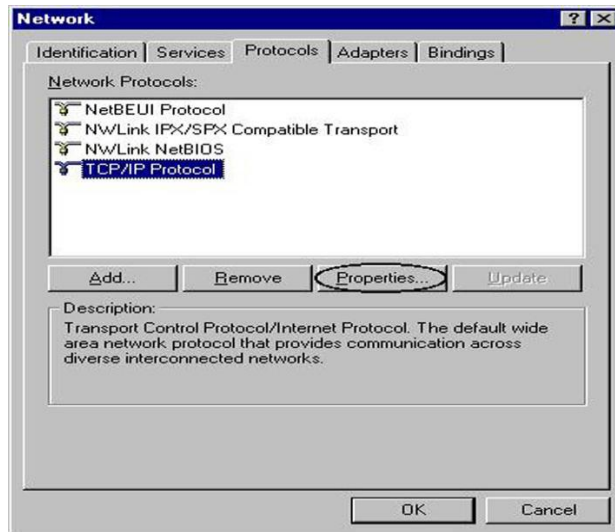 Network
Identification Services Protocols Adapters Bindings
Network Protocols:
NetBEUI Protocol
NWLink IPX/SPX Compatible Transport
NWLink NetBIOS
TCP/IP Protocol
Add... Remove Properties... Update
Description:
Transport Control Protocol/Internet Protocol. The default wide
area network protocol that provides communication across
diverse interconnected networks.
OK Cancel